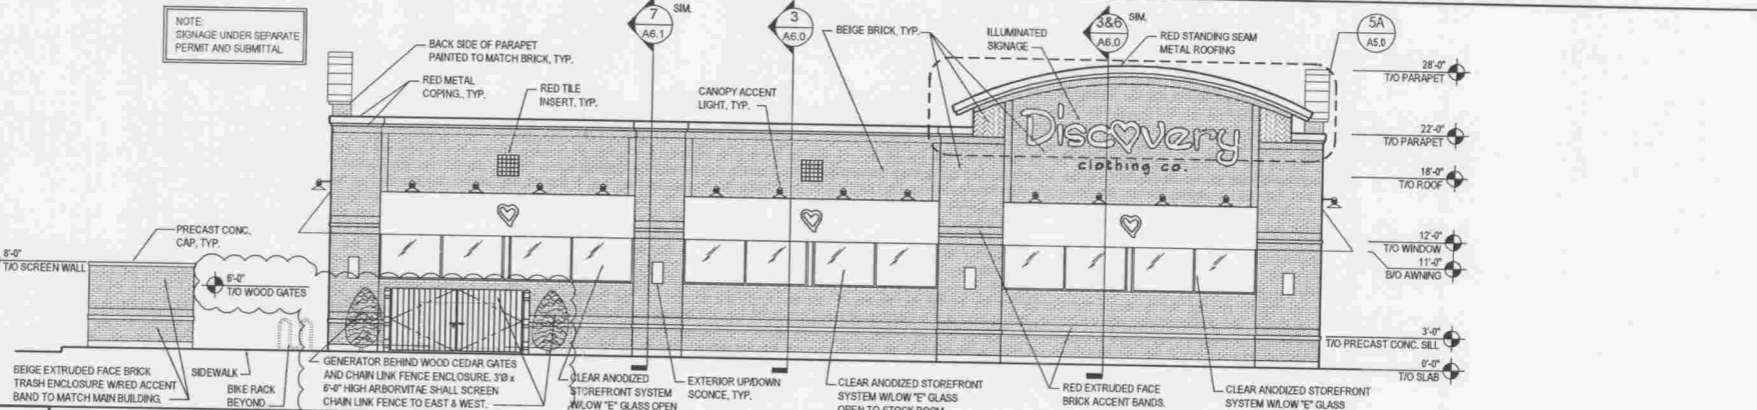 NOTE:
SIGNAGE UNDER SEPARATE
PERMIT AND SUBMITTAL
BACK SIDE OF PARAPET
PAINTED TO MATCH BRICK, TYP.
RED METAL
COPING., TYP.
RED TILE
INSERT, TYP.
7
A6.1
SIM.
CANOPY ACCENT
LIGHT, TYP.
3
A6.0
BEIGE BRICK, TYP.
ILLUMINATED
SIGNAGE
3&6
A6.0
SIM.
RED STANDING SEAM
METAL ROOFING
5A
A5.0
28'-0"
T/O PARAPET
22'-0"
T/O PARAPET
18'-0"
T/O ROOF
12'-0"
T/O WINDOW
11'-0"
B/O AWNING
3'-0"
T/O PRECAST CONC. SILL
0'-0"
T/O SLAB
Discovery
clothing co.
PRECAST CONC.
CAP, TYP.
8'-0"
T/O SCREEN WALL
6'-0"
T/O WOOD GATES
BEIGE EXTRUDED FACE BRICK
TRASH ENCLOSURE W/RED ACCENT
BAND TO MATCH MAIN BUILDING.
SIDEWALK
BIKE RACK
BEYOND
GENERATOR BEHIND WOOD CEDAR GATES
AND CHAIN LINK FENCE ENCLOSURE. 3'Ø x
6'-0" HIGH ARBORVITAE SHALL SCREEN
CHAIN LINK FENCE TO EAST & WEST.
CLEAR ANODIZED
STOREFRONT SYSTEM
W/LOW "E" GLASS OPEN
EXTERIOR UP/DOWN
SCONCE, TYP.
CLEAR ANODIZED STOREFRONT
SYSTEM W/LOW "E" GLASS
OPEN TO STOCK ROOM
RED EXTRUDED FACE
BRICK ACCENT BANDS.
CLEAR ANODIZED STOREFRONT
SYSTEM W/LOW "E" GLASS